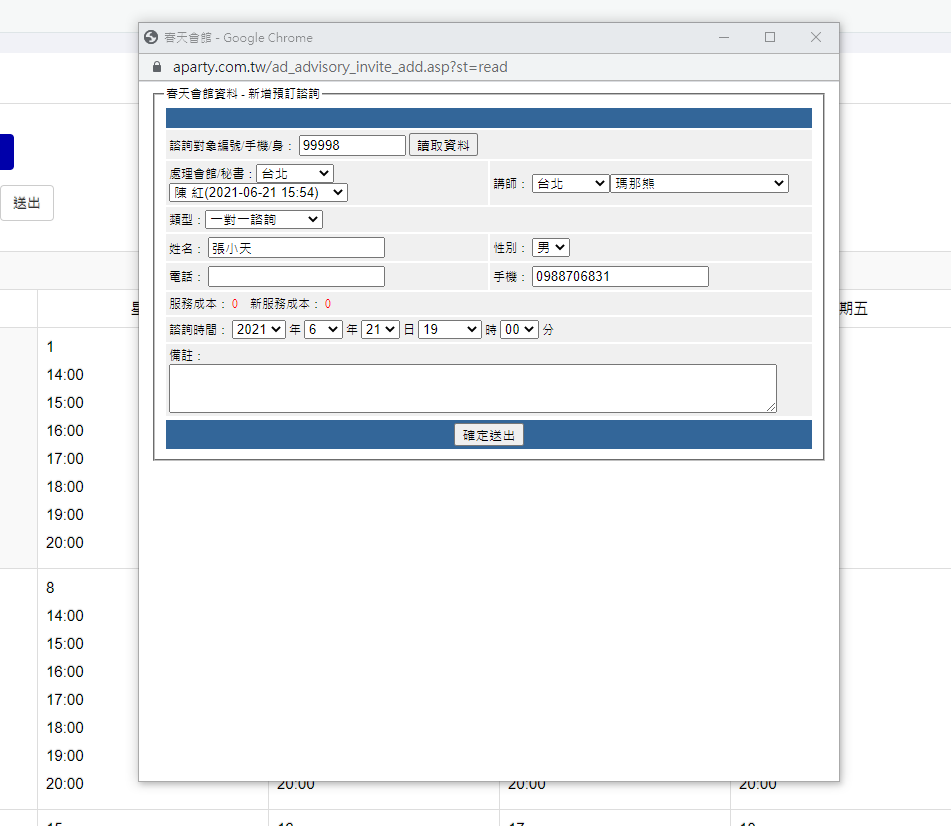 春天會館 - Google Chrome
aparty.com.tw/ad_advisory_invite_add.asp?st=read
春天會館資料 - 新增預訂諮詢
諮詢對象編號/手機/身： 99998 讀取資料
處理會館/秘書： 台北
陳 紅(2021-06-21 15:54)
講師： 台北 瑪那熊
類型： 一對一諮詢
姓名： 張小天 性別： 男
電話： 手機： 0988706831
服務成本： 0 新服務成本： 0
諮詢時間： 2021 年 6 年 21 日 19 時 00 分
備註：
確定送出
送出
期五
1
14:00
15:00
16:00
17:00
18:00
19:00
20:00
8
14:00
15:00
16:00
17:00
18:00
19:00
20:00 20:00 20:00 20:00